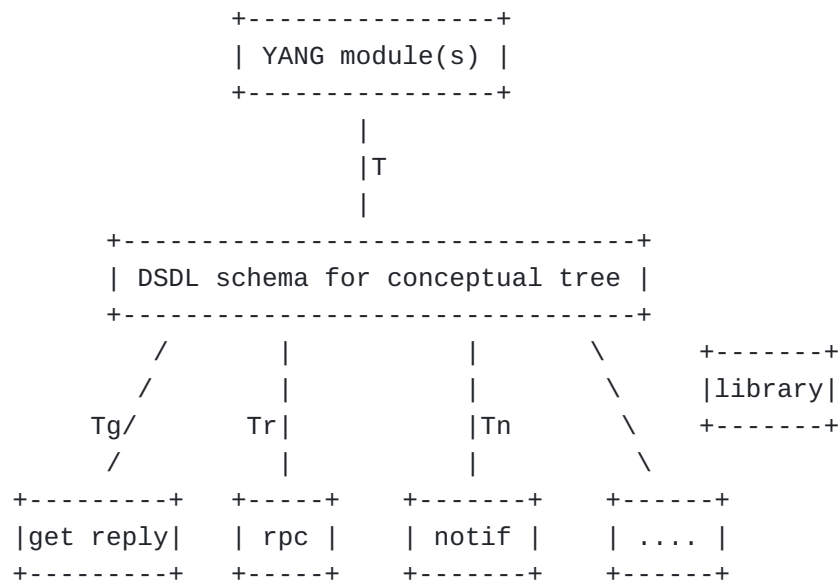 YANG module(s)
T
DSDL schema for conceptual tree
library
Tg Tr Tn
get reply rpc notif ....